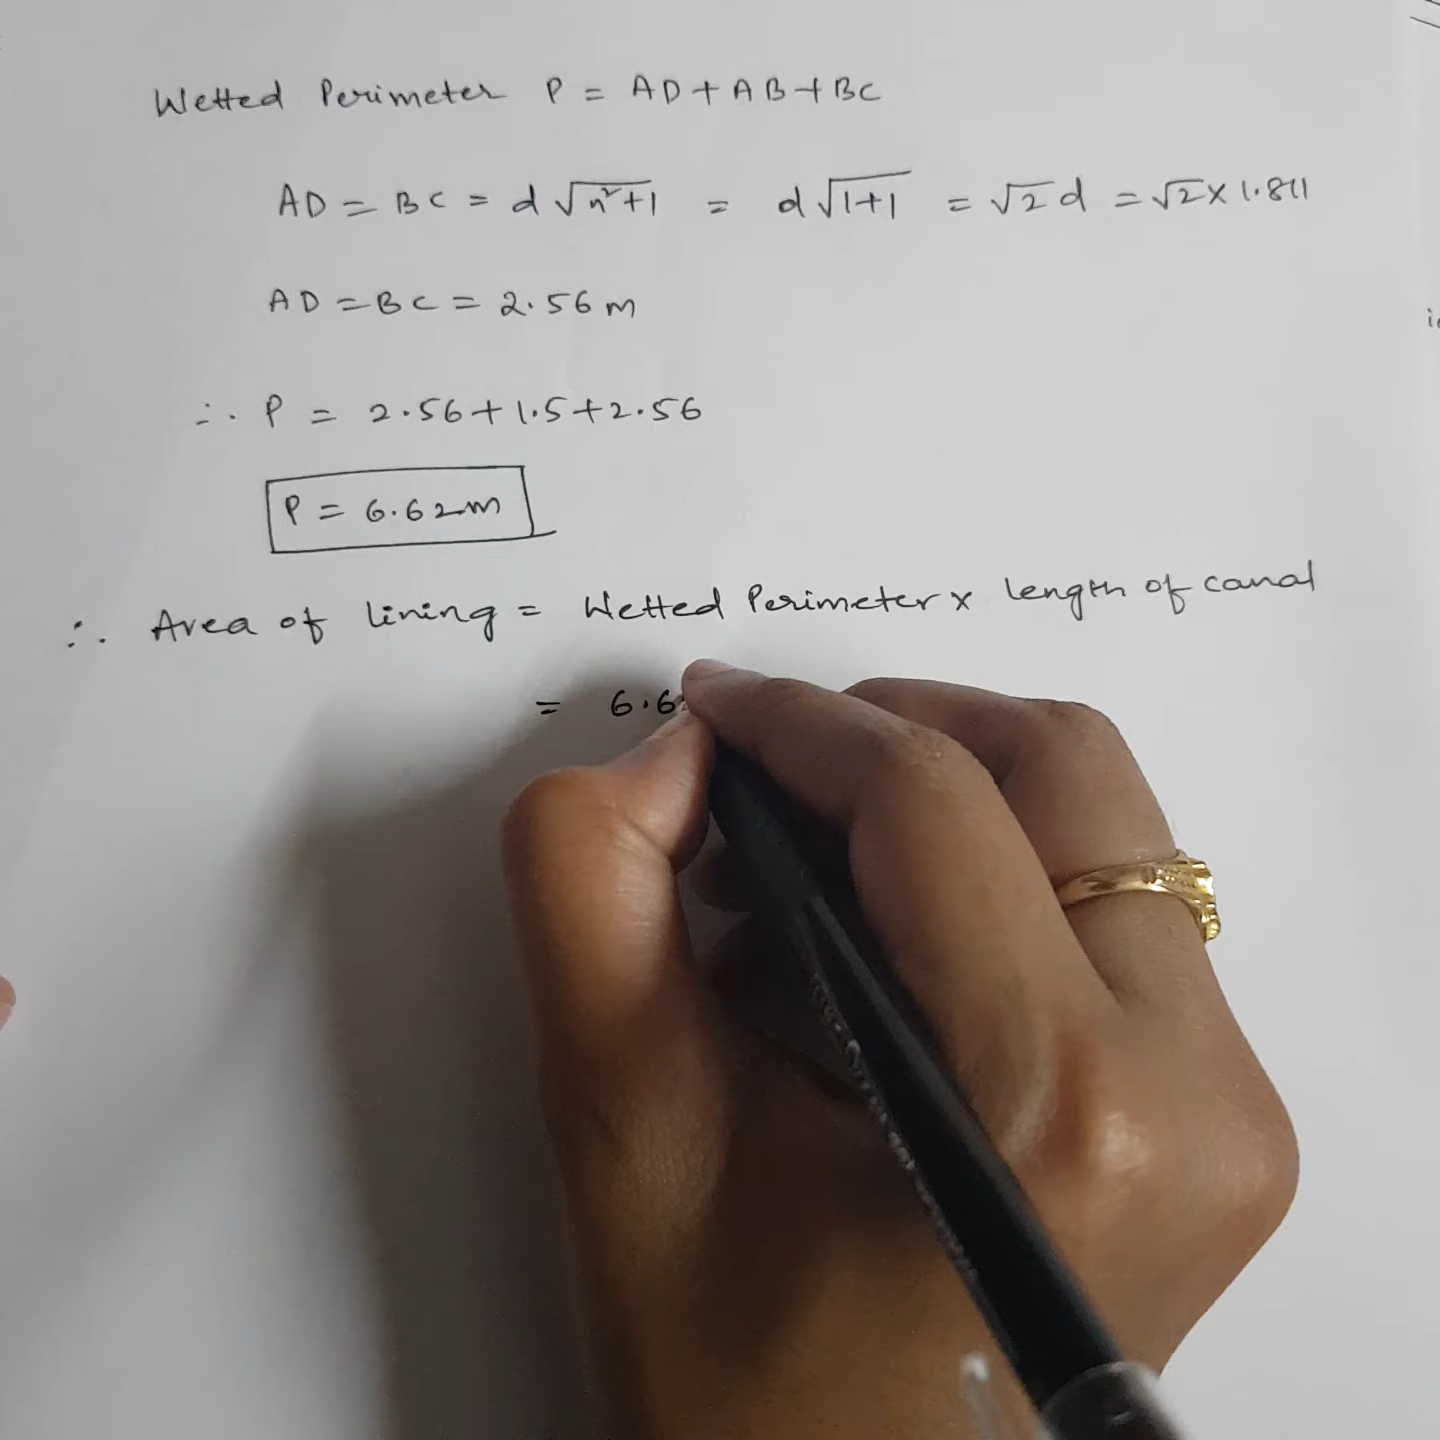 Wetted Perimeter P = AD + AB + BC
AD = BC = d √(n²+1) = d √(1+1) = √2 d = √2 × 1.811
AD = BC = 2.56 m
∴ P = 2.56 + 1.5 + 2.56
P = 6.62 m
∴ Area of lining = Wetted Perimeter × length of canal
= 6.6